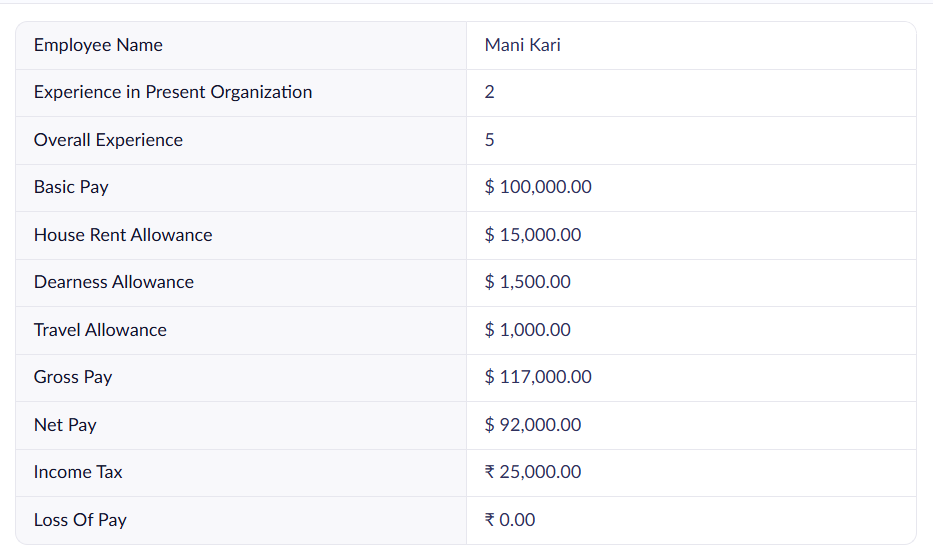 Employee Name Mani Kari
Experience in Present Organization 2
Overall Experience 5
Basic Pay $ 100,000.00
House Rent Allowance $ 15,000.00
Dearness Allowance $ 1,500.00
Travel Allowance $ 1,000.00
Gross Pay $ 117,000.00
Net Pay $ 92,000.00
Income Tax ₹ 25,000.00
Loss Of Pay ₹ 0.00